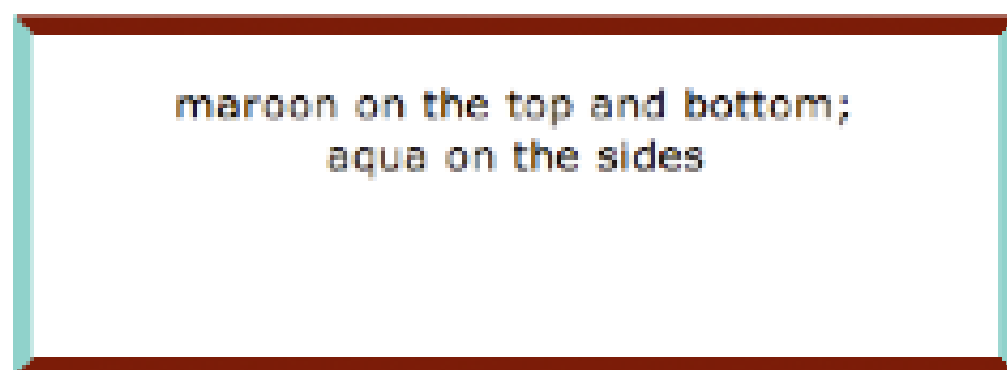 maroon on the top and bottom;
aqua on the sides